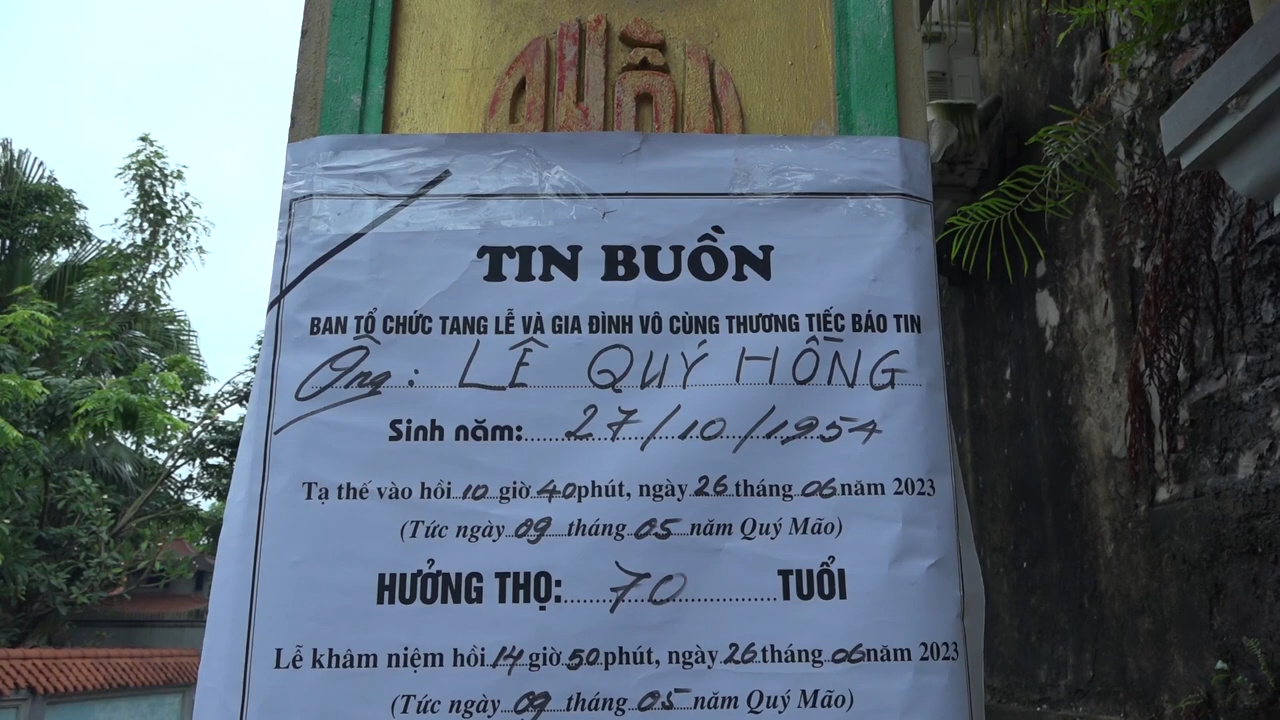 TIN BUỒN
BAN TỔ CHỨC TANG LỄ VÀ GIA ĐÌNH VÔ CÙNG THƯƠNG TIẾC BÁO TIN
Ông: LÊ QUÝ HỒNG
Sinh năm: 27/10/1954
Tạ thế vào hồi 10 giờ 40 phút, ngày 26 tháng 06 năm 2023
(Tức ngày 09 tháng 05 năm Quý Mão)
HƯỞNG THỌ: 70 TUỔI
Lễ khâm niệm hồi 14 giờ 50 phút, ngày 26 tháng 06 năm 2023
(Tức ngày 09 tháng 05 năm Quý Mão)